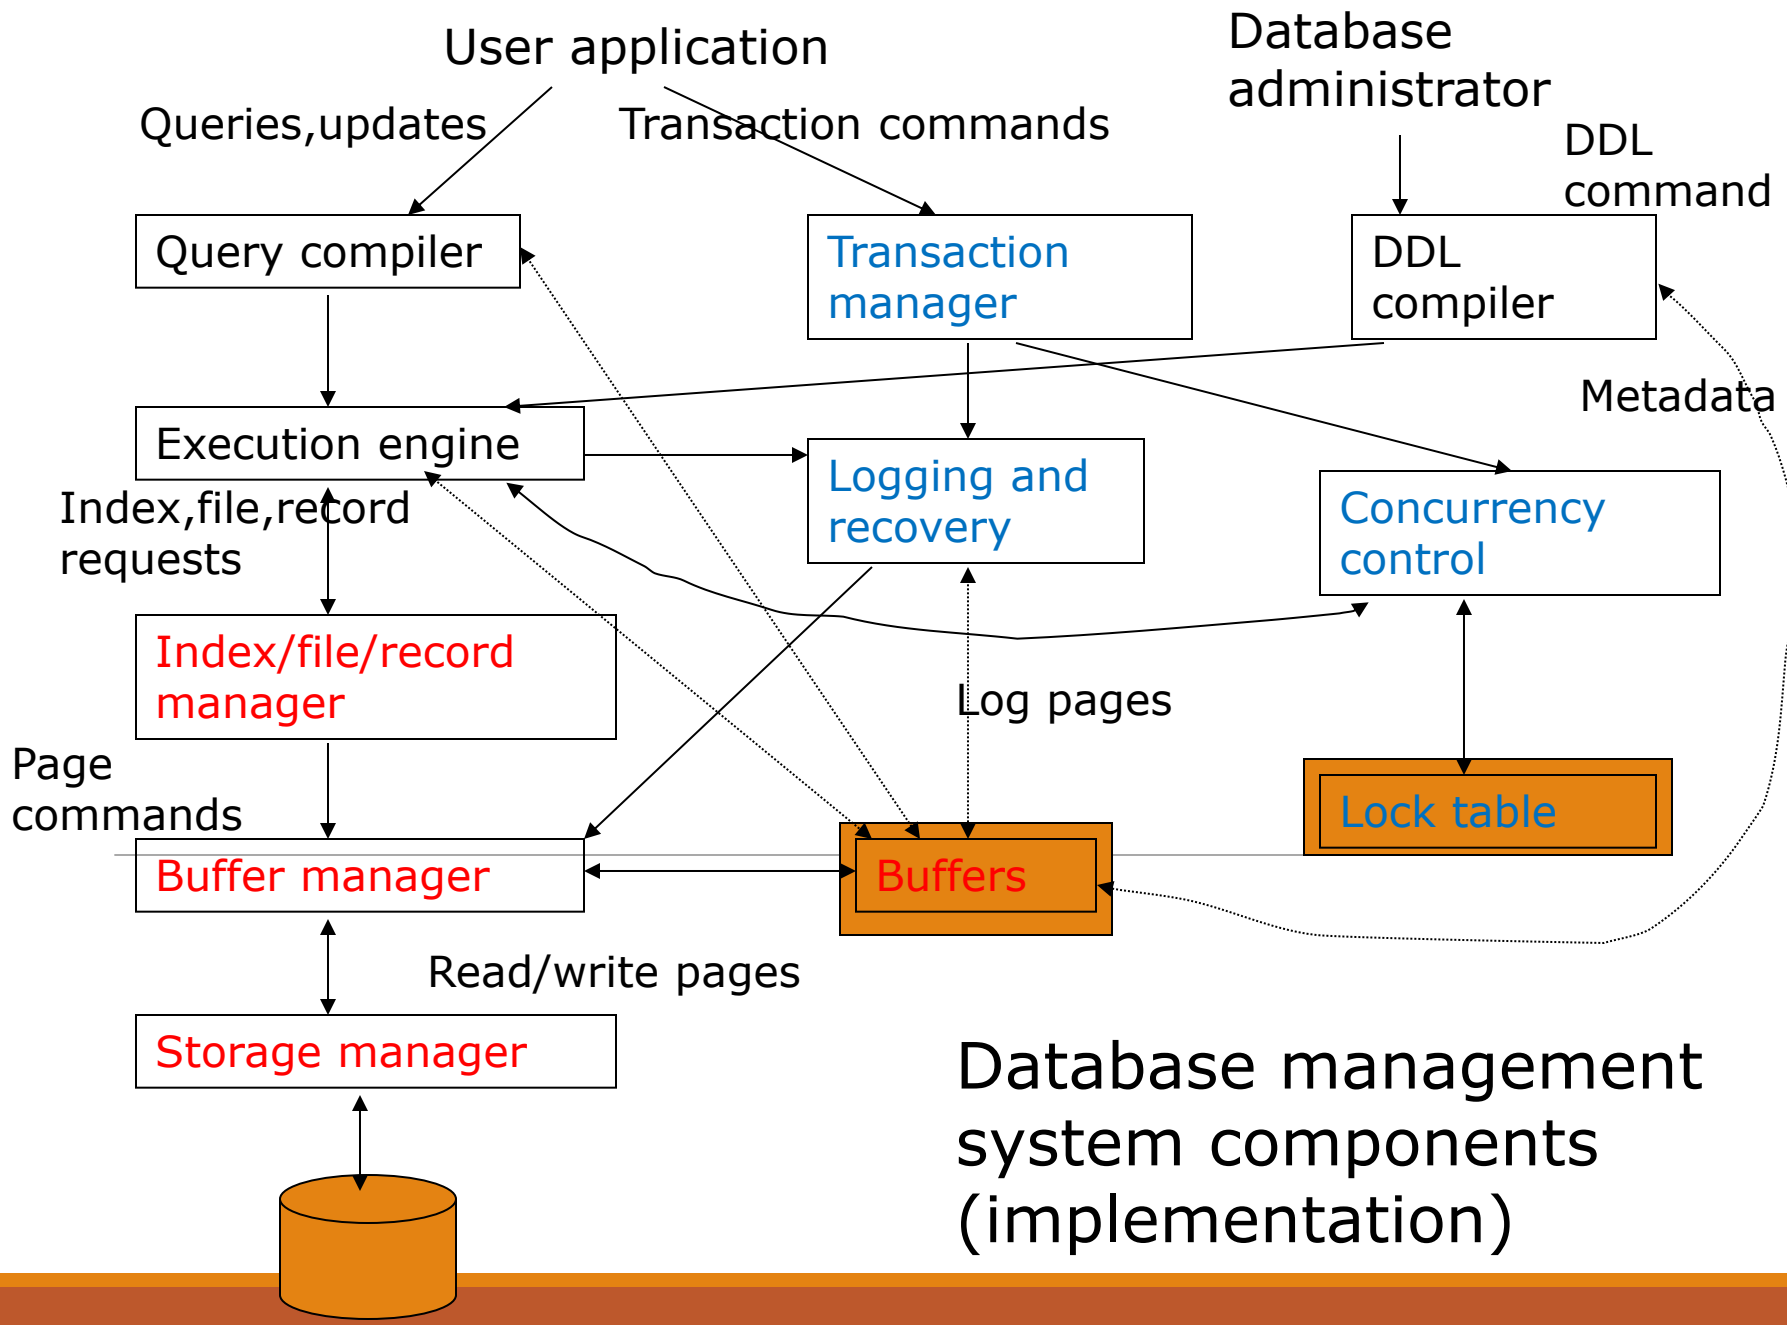 User application
Database
administrator
Queries,updates
Transaction commands
DDL
command
Query compiler
Transaction
manager
DDL
compiler
Metadata
Execution engine
Logging and
recovery
Index,file,record
requests
Concurrency
control
Index/file/record
manager
Log pages
Page
commands
Lock table
Buffer manager
Buffers
Read/write pages
Storage manager
Database management
system components
(implementation)